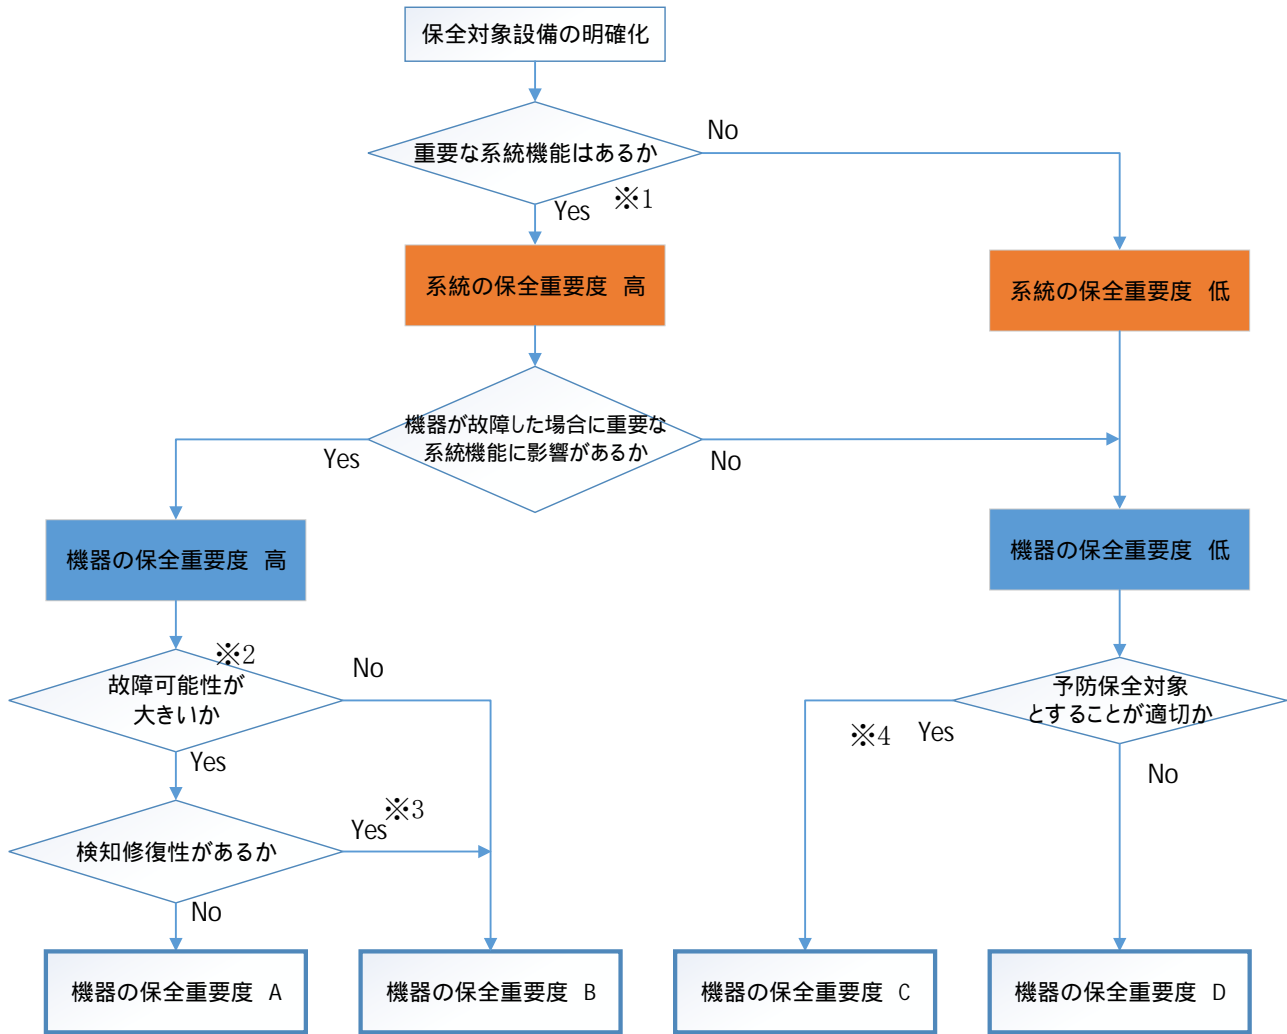 保全対象設備の明確化
重要な系統機能はあるか
No
Yes ※1
系統の保全重要度 高
系統の保全重要度 低
機器が故障した場合に重要な
系統機能に影響があるか
Yes
No
機器の保全重要度 高
機器の保全重要度 低
※2
故障可能性が
大きいか
No
Yes
予防保全対象
とすることが適切か
※4 Yes
No
検知修復性があるか
Yes※3
No
機器の保全重要度 A
機器の保全重要度 B
機器の保全重要度 C
機器の保全重要度 D